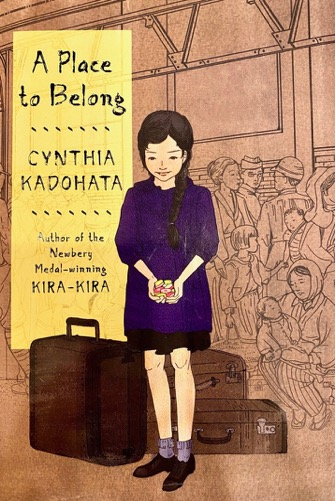 A Place
to Belong
CYNTHIA
KADOHATA
Author of the
Newbery
Medal-winning
KIRA-KIRA